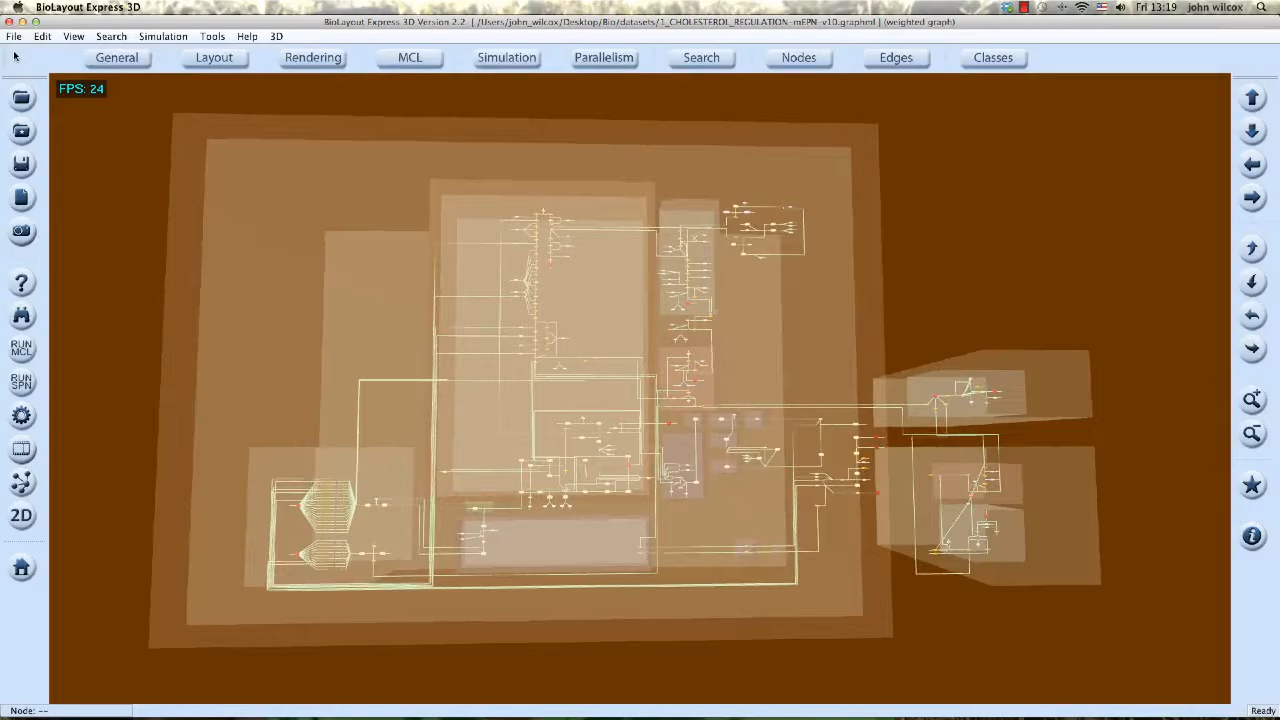 BioLayout Express 3D
Fri 13:19 john wilcox
BioLayout Express 3D Version 2.2 | /Users/john_wilcox/Desktop/Bio/datasets/1_CHOLESTEROL_REGULATION-mEPN-v10.graphml (weighted graph)
File Edit View Search Simulation Tools Help 3D
General Layout Rendering MCL Simulation Parallelism Search Nodes Edges Classes
FPS: 24
?
RUN
MCL
RUN
SPN
2D
Node: --
Ready